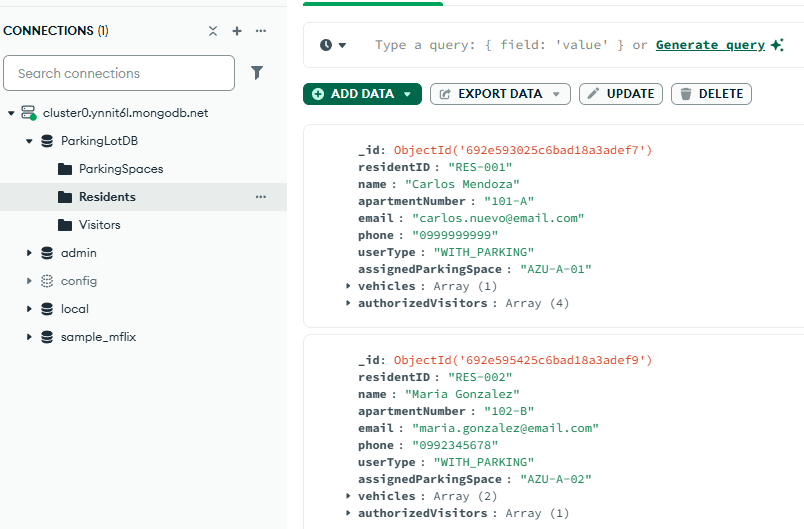 CONNECTIONS (1)
Search connections
cluster0.ynnit6l.mongodb.net
ParkingLotDB
ParkingSpaces
Residents
Visitors
admin
config
local
sample_mflix
Type a query: { field: 'value' } or Generate query
ADD DATA
EXPORT DATA
UPDATE
DELETE
_id: ObjectId('692e593025c6bad18a3adef7')
residentID : "RES-001"
name : "Carlos Mendoza"
apartmentNumber : "101-A"
email : "carlos.nuevo@email.com"
phone : "0999999999"
userType : "WITH_PARKING"
assignedParkingSpace : "AZU-A-01"
vehicles : Array (1)
authorizedVisitors : Array (4)
_id: ObjectId('692e595425c6bad18a3adef9')
residentID : "RES-002"
name : "Maria Gonzalez"
apartmentNumber : "102-B"
email : "maria.gonzalez@email.com"
phone : "0992345678"
userType : "WITH_PARKING"
assignedParkingSpace : "AZU-A-02"
vehicles : Array (2)
authorizedVisitors : Array (1)